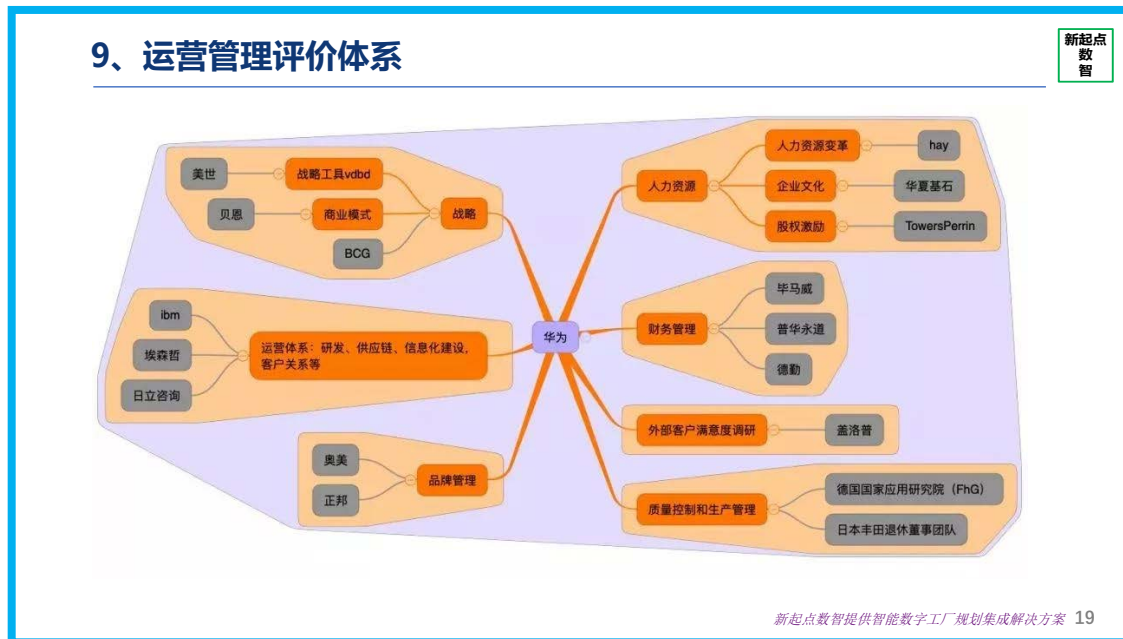 9、运营管理评价体系
新起点
数
智
美世
战略工具vdbd
贝恩
商业模式
战略
BCG
ibm
埃森哲
日立咨询
运营体系：研发、供应链、信息化建设，
客户关系等
奥美
正邦
品牌管理
华为
人力资源
人力资源变革
hay
企业文化
华夏基石
股权激励
TowersPerrin
财务管理
毕马威
普华永道
德勤
外部客户满意度调研
盖洛普
质量控制和生产管理
德国国家应用研究院（FhG）
日本丰田退休董事团队
新起点数智提供智能数字工厂规划集成解决方案 19